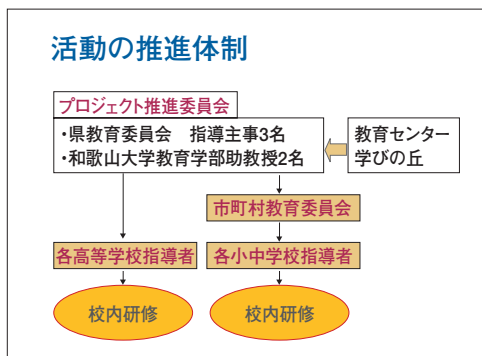 活動の推進体制
プロジェクト推進委員会
・県教育委員会　指導主事3名
・和歌山大学教育学部助教授2名
教育センター
学びの丘
市町村教育委員会
各高等学校指導者
各小中学校指導者
校内研修
校内研修